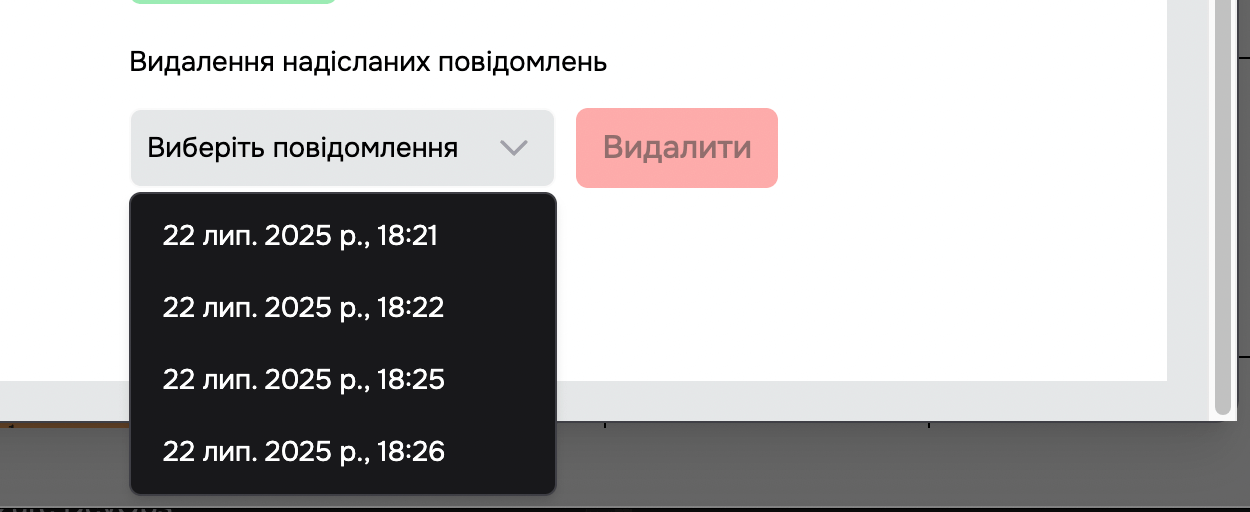 Видалення надісланих повідомлень
Виберіть повідомлення
Видалити
22 лип. 2025 р., 18:21
22 лип. 2025 р., 18:22
22 лип. 2025 р., 18:25
22 лип. 2025 р., 18:26